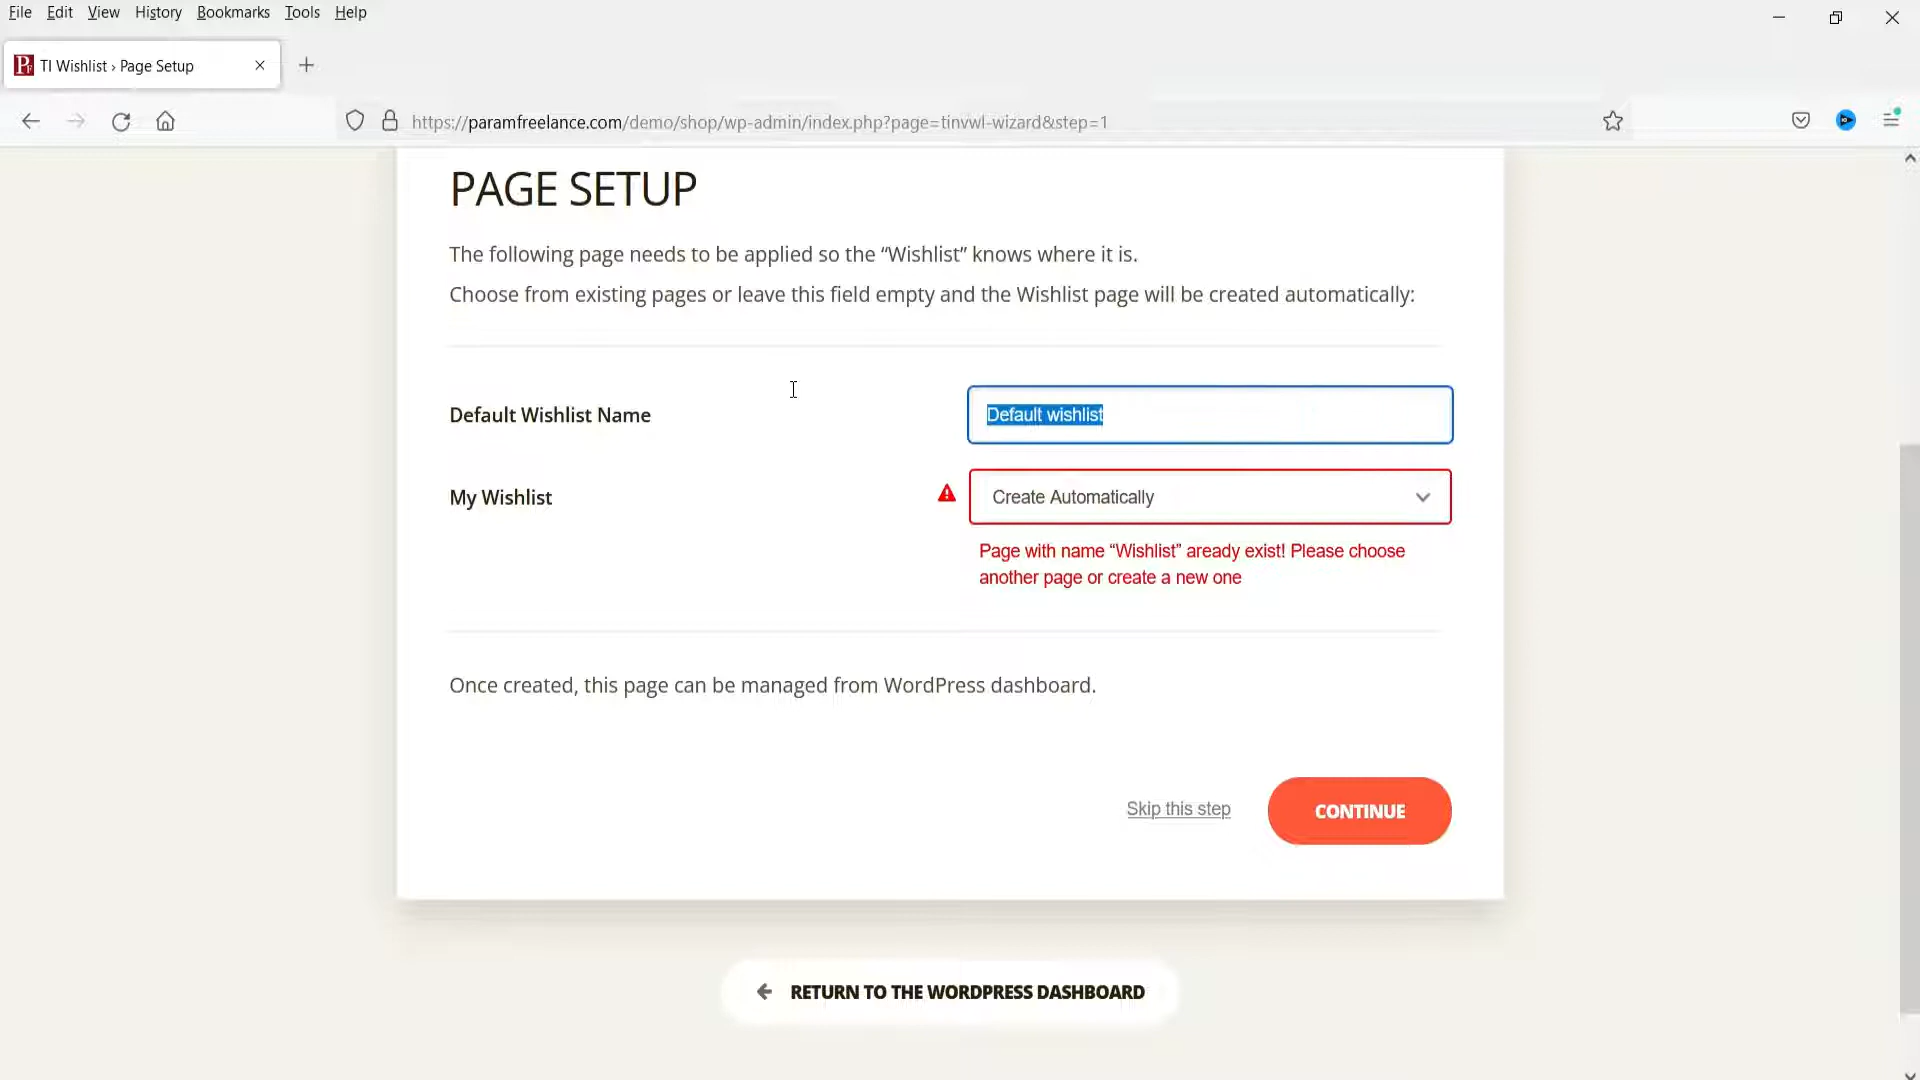 File Edit View History Bookmarks Tools Help
TI Wishlist › Page Setup
https://paramfreelance.com/demo/shop/wp-admin/index.php?page=tinvwl-wizard&step=1
PAGE SETUP
The following page needs to be applied so the “Wishlist” knows where it is.
Choose from existing pages or leave this field empty and the Wishlist page will be created automatically:
Default Wishlist Name
Default wishlist
My Wishlist
Create Automatically
Page with name “Wishlist” aready exist! Please choose
another page or create a new one
Once created, this page can be managed from WordPress dashboard.
Skip this step
CONTINUE
RETURN TO THE WORDPRESS DASHBOARD